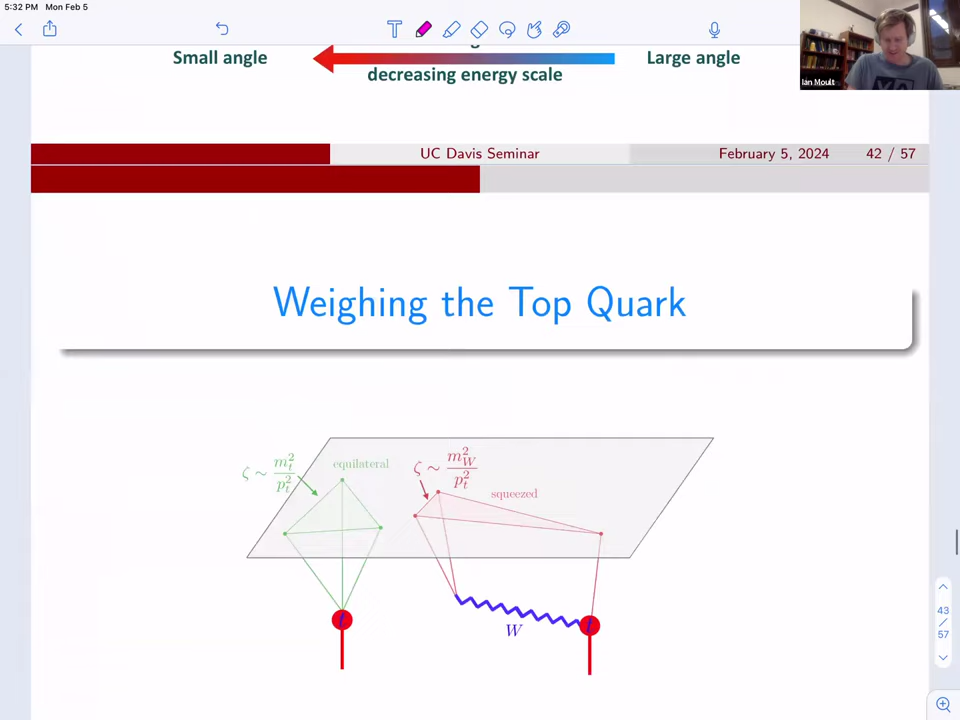 5:32 PM Mon Feb 5
Ian Moult
Small angle
decreasing energy scale
Large angle
UC Davis Seminar
February 5, 2024
42 / 57
Weighing the Top Quark
ζ ~ m_t^2 / p_t^2
equilateral
ζ ~ m_W^2 / p_t^2
squeezed
W
t
t
43
/
57